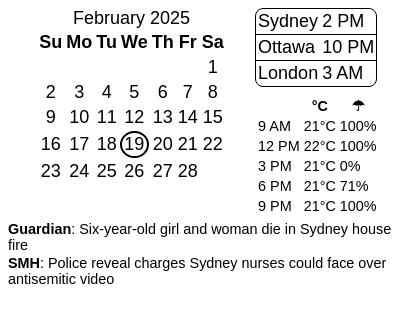 February 2025
Su Mo Tu We Th Fr Sa
1
2 3 4 5 6 7 8
9 10 11 12 13 14 15
16 17 18 19 20 21 22
23 24 25 26 27 28
Sydney 2 PM
Ottawa 10 PM
London 3 AM
°C ☂
9 AM 21°C 100%
12 PM 22°C 100%
3 PM 21°C 0%
6 PM 21°C 71%
9 PM 21°C 100%
Guardian: Six-year-old girl and woman die in Sydney house
fire
SMH: Police reveal charges Sydney nurses could face over
antisemitic video